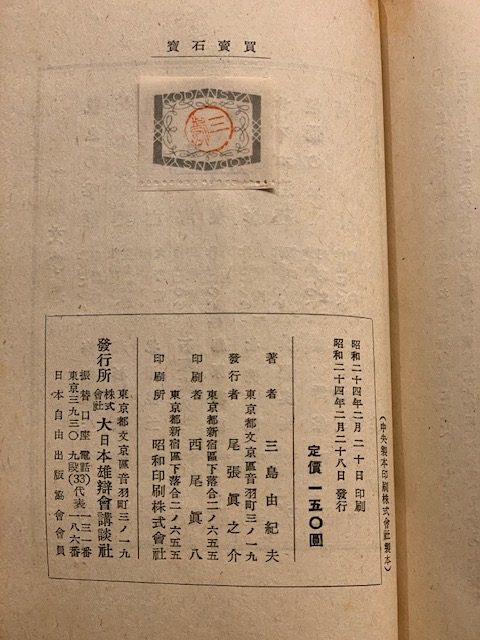 寶石賣買
KODANSYA
三島
KODANSYA
(中央製本印刷株式會社製本)
昭和二十四年二月二十日 印刷
昭和二十四年二月二十八日 發行
定價 一五〇圓
著者 三島由紀夫
東京都文京區音羽町三ノ一九
發行者 尾張眞之介
東京都新宿區下落合二ノ六五五
印刷者 西尾眞八
東京都新宿區下落合二ノ六五五
印刷所 昭和印刷株式會社
東京都文京區音羽町三ノ一九
發行所 株式會社 大日本雄辯會講談社
振替口座 電話(33)代表 一三一番
東京三九三〇 九段 一八六番
日本自由出版協會會員